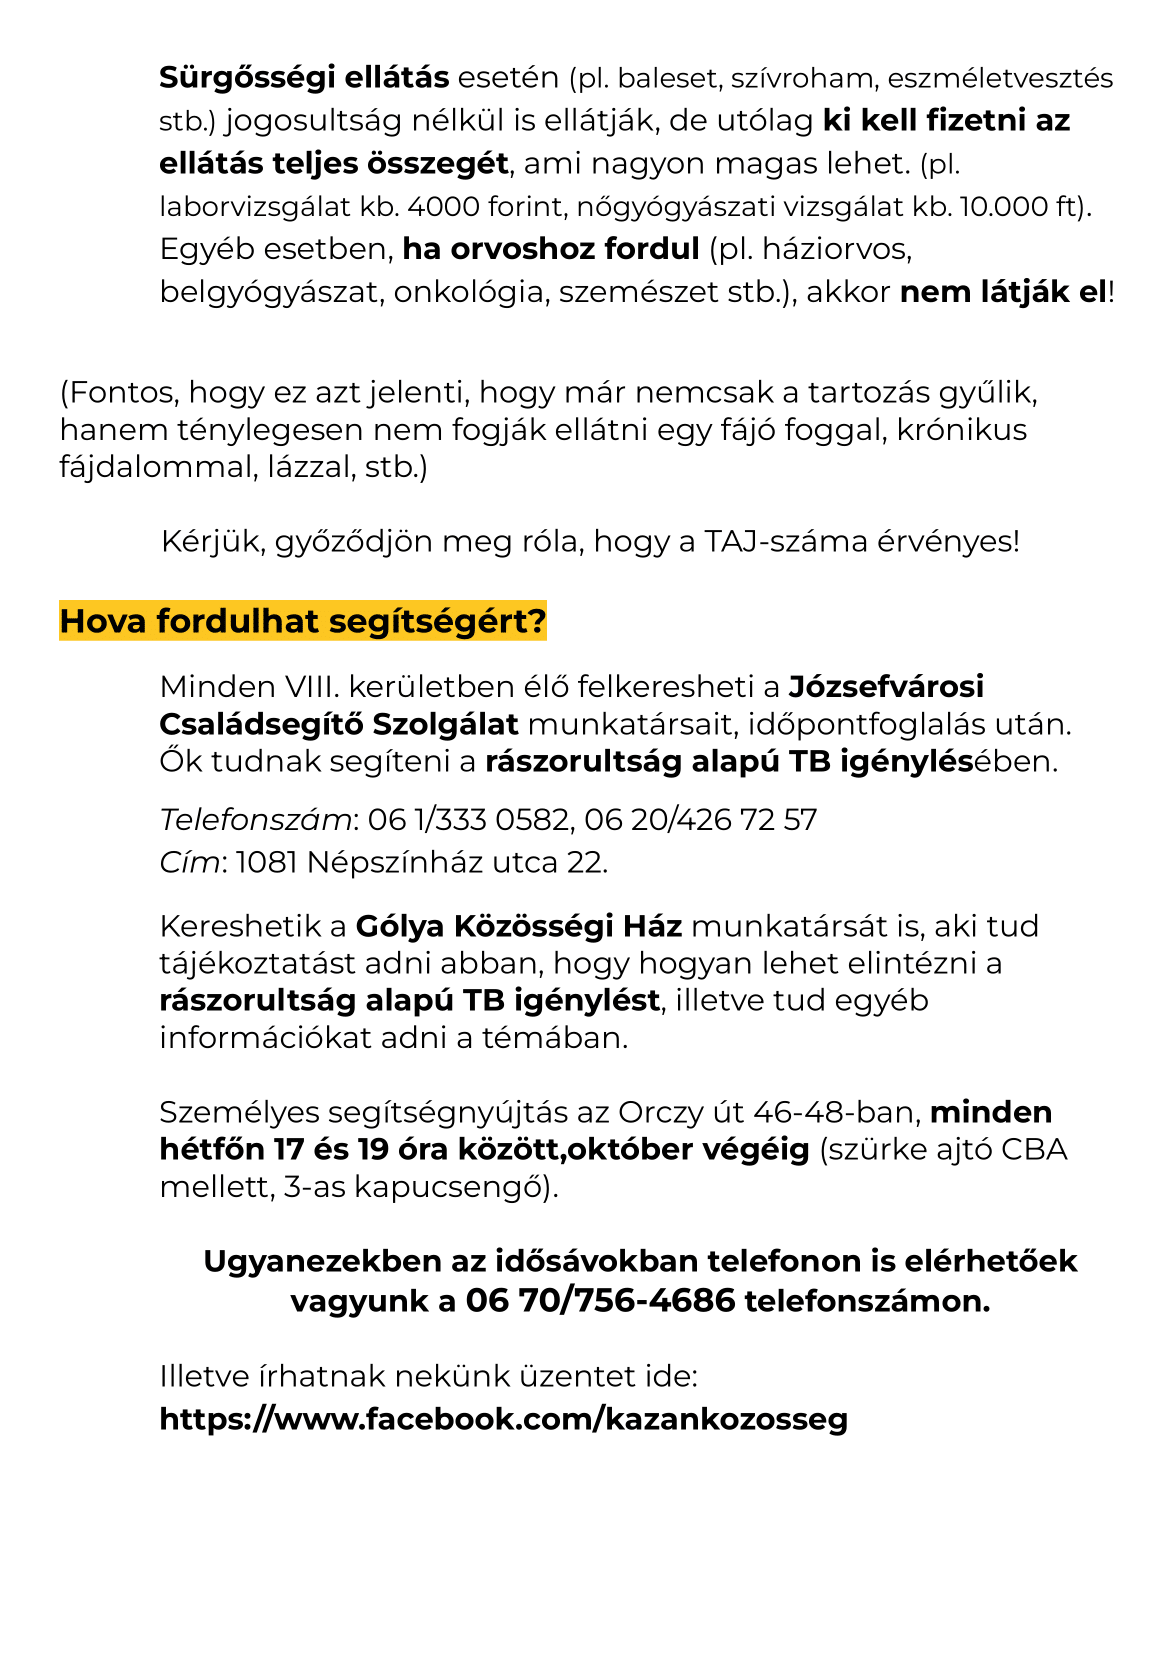 Sürgősségi ellátás esetén (pl. baleset, szívroham, eszméletvesztés
stb.) jogosultság nélkül is ellátják, de utólag ki kell fizetni az
ellátás teljes összegét, ami nagyon magas lehet. (pl.
laborvizsgálat kb. 4000 forint, nőgyógyászati vizsgálat kb. 10.000 ft).
Egyéb esetben, ha orvoshoz fordul (pl. háziorvos,
belgyógyászat, onkológia, szemészet stb.), akkor nem látják el!
(Fontos, hogy ez azt jelenti, hogy már nemcsak a tartozás gyűlik,
hanem ténylegesen nem fogják ellátni egy fájó foggal, krónikus
fájdalommal, lázzal, stb.)
Kérjük, győződjön meg róla, hogy a TAJ-száma érvényes!
Hova fordulhat segítségért?
Minden VIII. kerületben élő felkeresheti a Józsefvárosi
Családsegítő Szolgálat munkatársait, időpontfoglalás után.
Ők tudnak segíteni a rászorultság alapú TB igénylésében.
Telefonszám: 06 1/333 0582, 06 20/426 72 57
Cím: 1081 Népszínház utca 22.
Kereshetik a Gólya Közösségi Ház munkatársát is, aki tud
tájékoztatást adni abban, hogy hogyan lehet elintézni a
rászorultság alapú TB igénylést, illetve tud egyéb
információkat adni a témában.
Személyes segítségnyújtás az Orczy út 46-48-ban, minden
hétfőn 17 és 19 óra között,október végéig (szürke ajtó CBA
mellett, 3-as kapucsengő).
Ugyanezekben az idősávokban telefonon is elérhetőek
vagyunk a 06 70/756-4686 telefonszámon.
Illetve írhatnak nekünk üzentet ide:
https://www.facebook.com/kazankozosseg